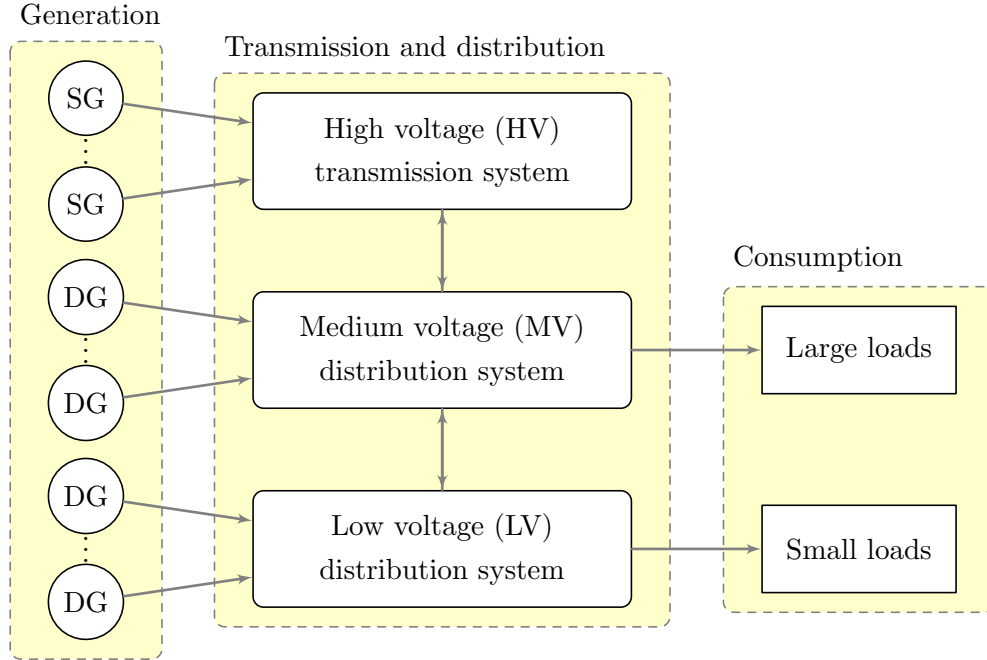 Generation
SG
SG
DG
DG
DG
DG
Transmission and distribution
High voltage (HV)
transmission system
Medium voltage (MV)
distribution system
Low voltage (LV)
distribution system
Consumption
Large loads
Small loads